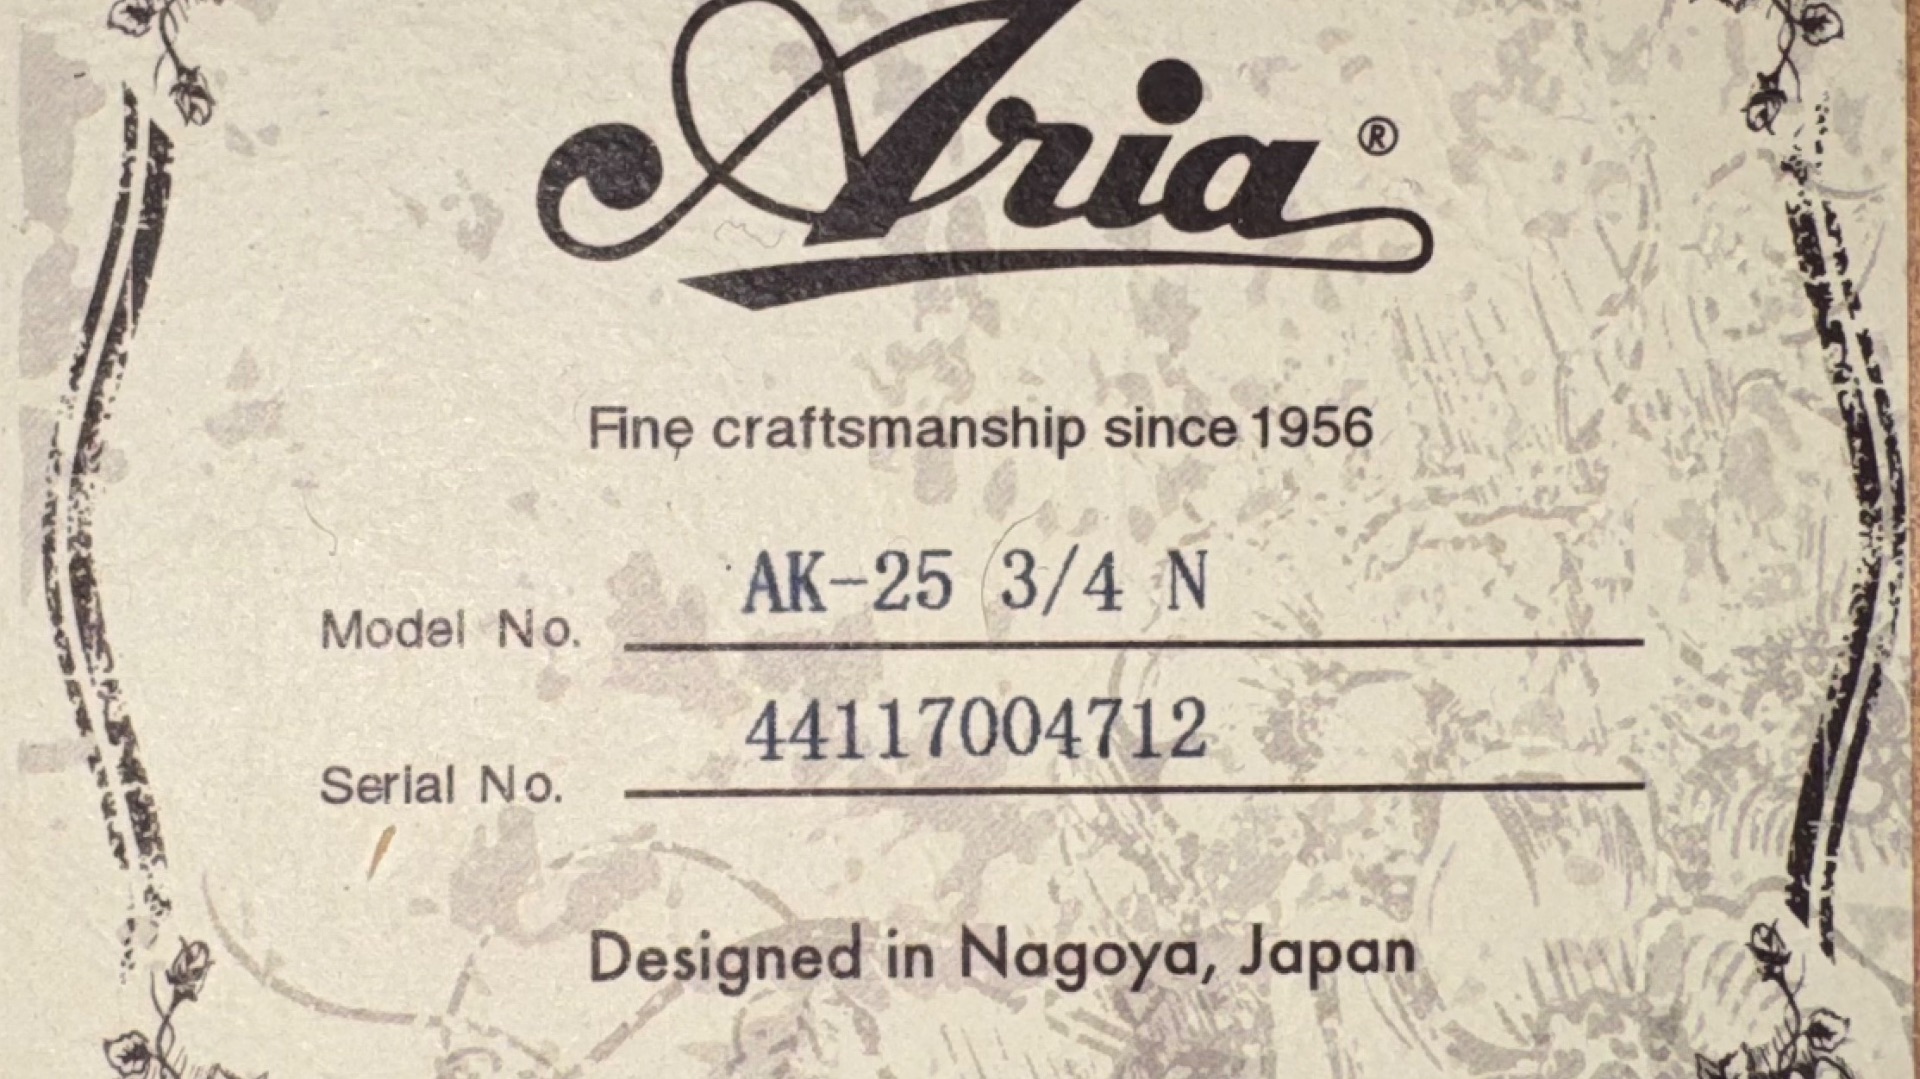 Aria®
Fine craftsmanship since 1956
Model No. AK-25 3/4 N
Serial No. 44117004712
Designed in Nagoya, Japan